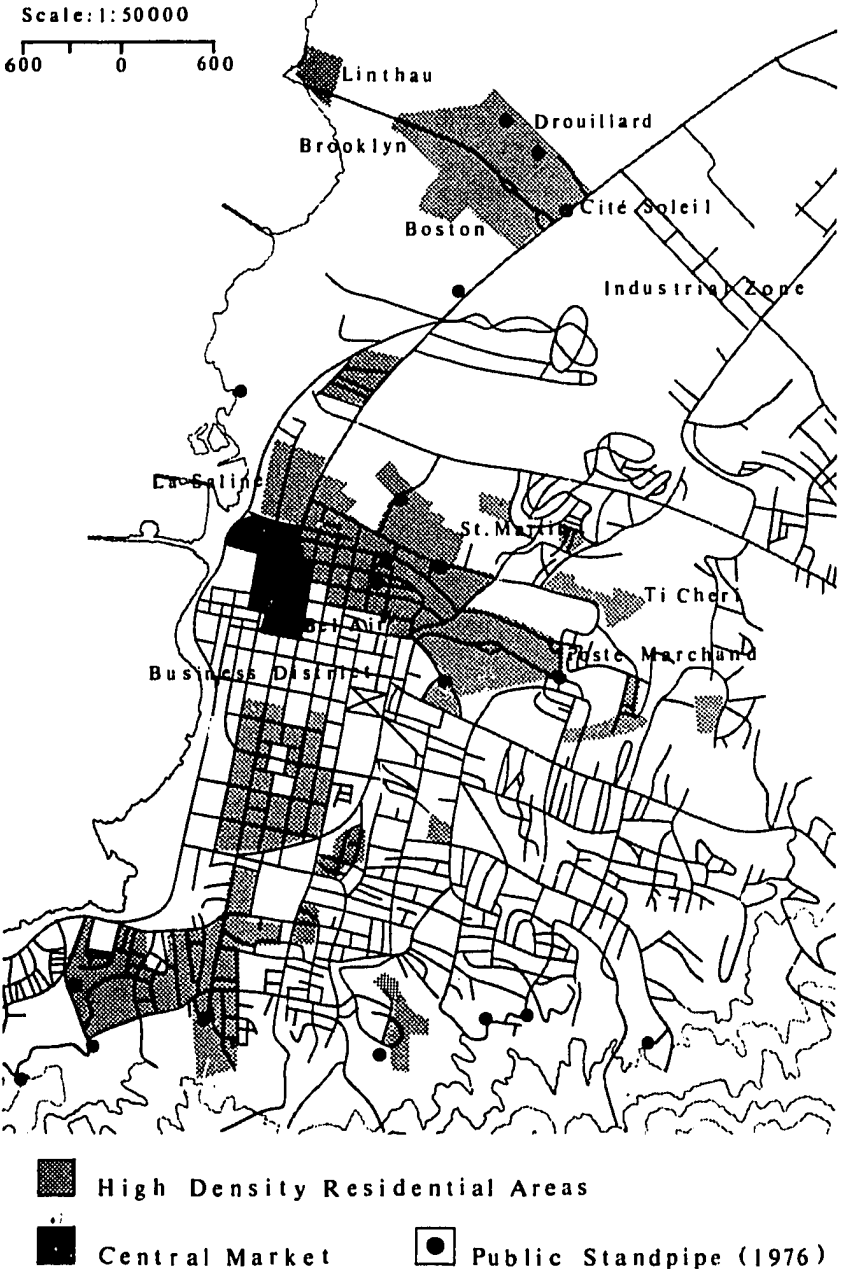 Scale:1:50000
600 0 600
Linthau
Drouillard
Brooklyn
Cité Soleil
Boston
Industrial Zone
La Saline
St. Martin
Ti Cheri
Bel Air
Poste Marchand
Business District
High Density Residential Areas
Central Market
Public Standpipe (1976)